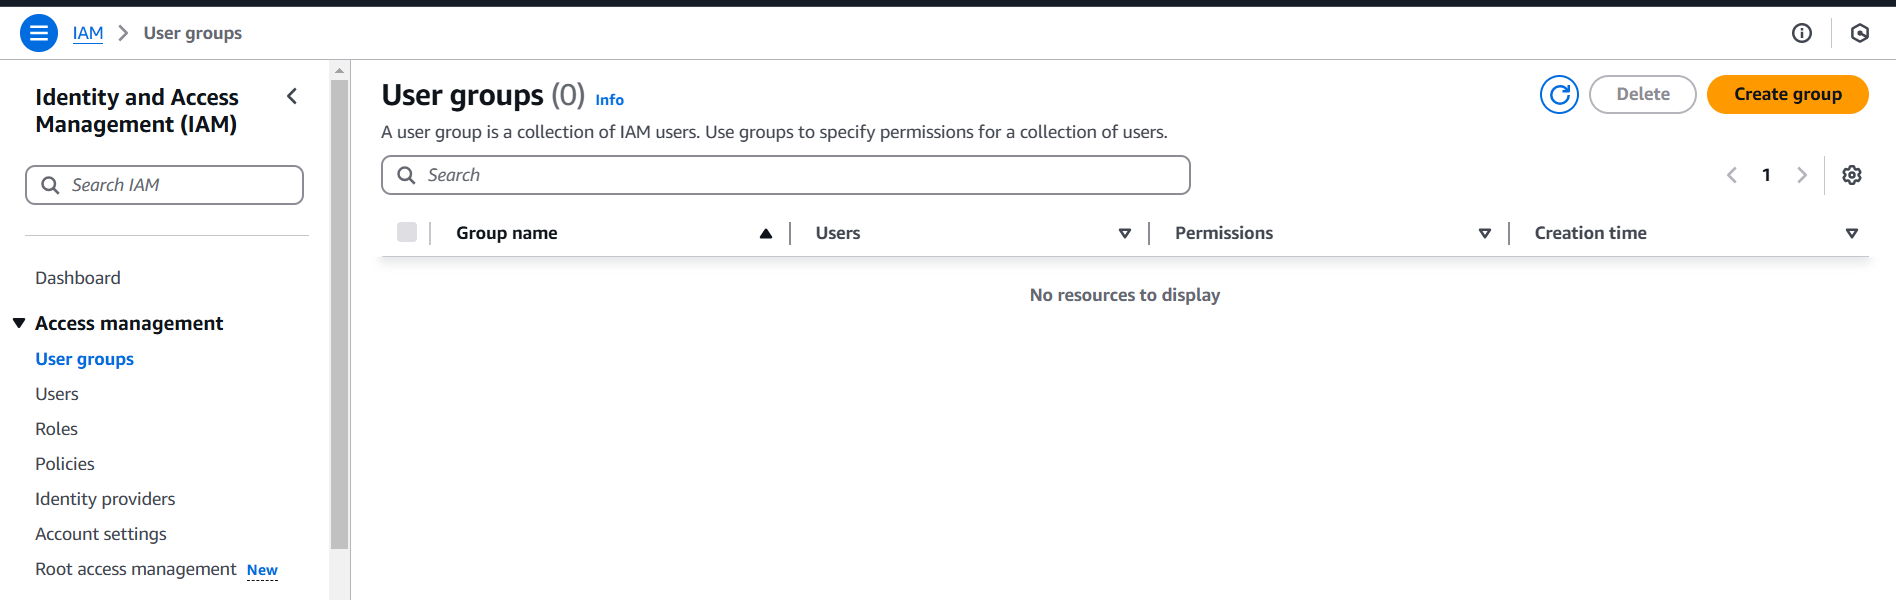 IAM > User groups
Identity and Access
Management (IAM)
Search IAM
Dashboard
Access management
User groups
Users
Roles
Policies
Identity providers
Account settings
Root access management New
User groups (0) Info
Delete
Create group
A user group is a collection of IAM users. Use groups to specify permissions for a collection of users.
Search
1
Group name
Users
Permissions
Creation time
No resources to display